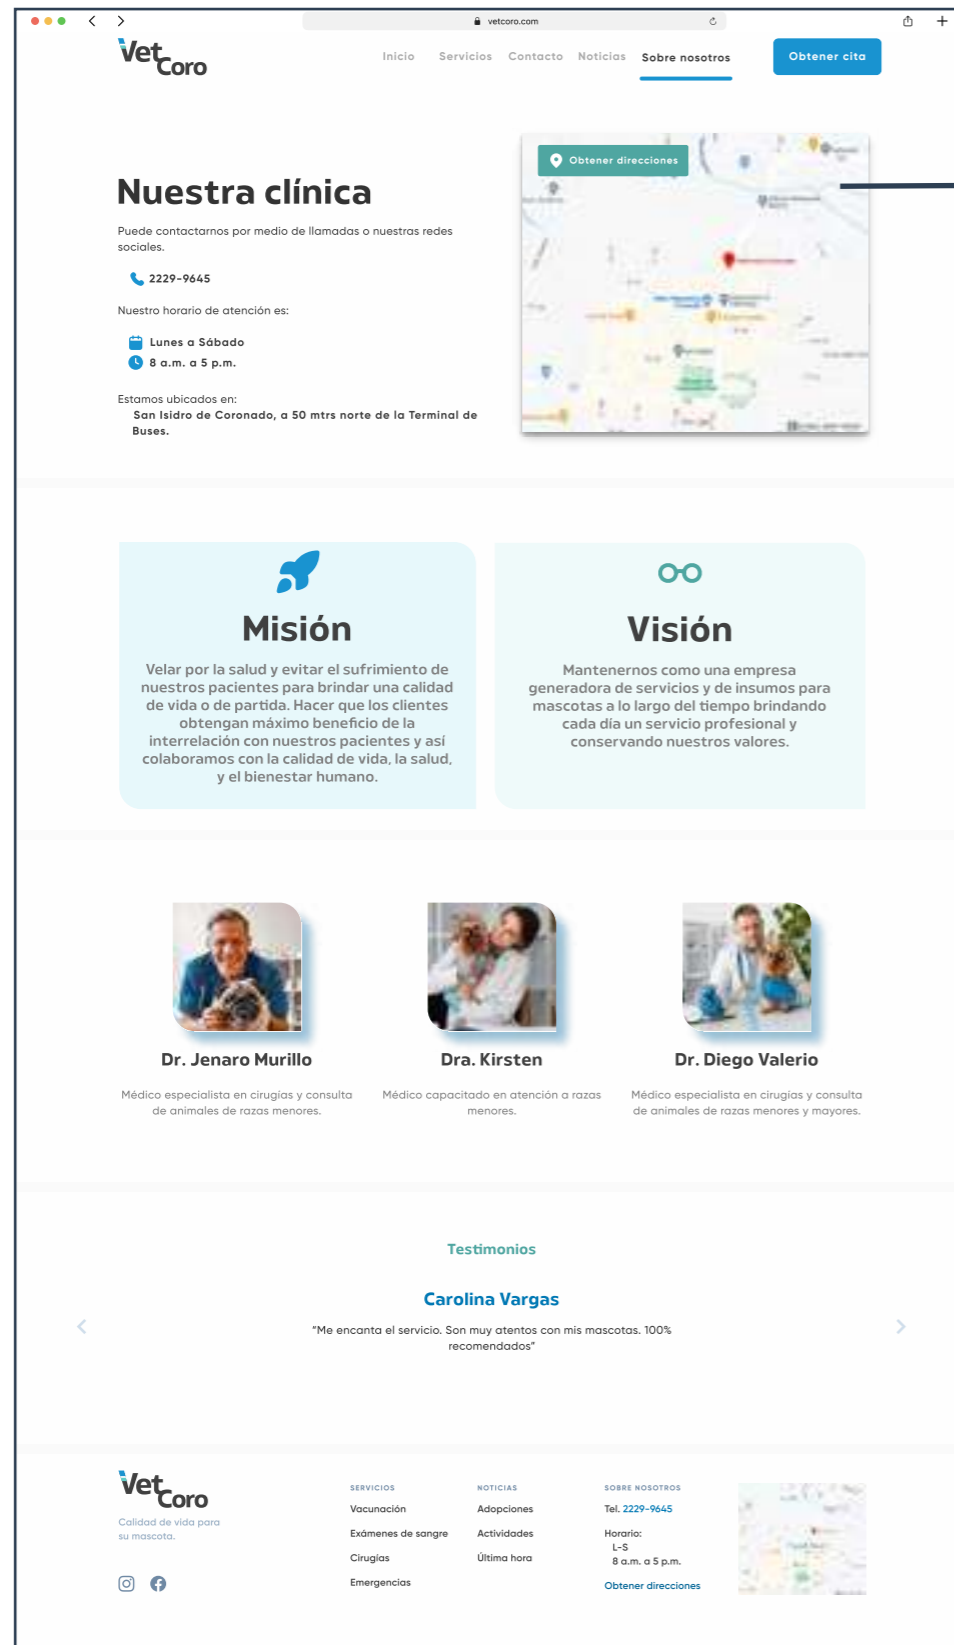 vetcoro.com
Vet
Coro
Inicio Servicios Contacto Noticias Sobre nosotros Obtener cita
Obtener direcciones
Nuestra clínica
Puede contactarnos por medio de llamadas o nuestras redes
sociales.
2229-9645
Nuestro horario de atención es:
Lunes a Sábado
8 a.m. a 5 p.m.
Estamos ubicados en:
San Isidro de Coronado, a 50 mtrs norte de la Terminal de
Buses.
Misión
Velar por la salud y evitar el sufrimiento de
nuestros pacientes para brindar una calidad
de vida o de partida. Hacer que los clientes
obtengan máximo beneficio de la
interrelación con nuestros pacientes y así
colaboramos con la calidad de vida, la salud,
y el bienestar humano.
Visión
Mantenernos como una empresa
generadora de servicios y de insumos para
mascotas a lo largo del tiempo brindando
cada día un servicio profesional y
conservando nuestros valores.
Dr. Jenaro Murillo
Médico especialista en cirugías y consulta
de animales de razas menores.
Dra. Kirsten
Médico capacitado en atención a razas
menores.
Dr. Diego Valerio
Médico especialista en cirugías y consulta
de animales de razas menores y mayores.
Testimonios
Carolina Vargas
“Me encanta el servicio. Son muy atentos con mis mascotas. 100%
recomendados”
Vet
Coro
Calidad de vida para
su mascota.
SERVICIOS
Vacunación
Exámenes de sangre
Cirugías
Emergencias
NOTICIAS
Adopciones
Actividades
Última hora
SOBRE NOSOTROS
Tel. 2229-9645
Horario:
L-S
8 a.m. a 5 p.m.
Obtener direcciones